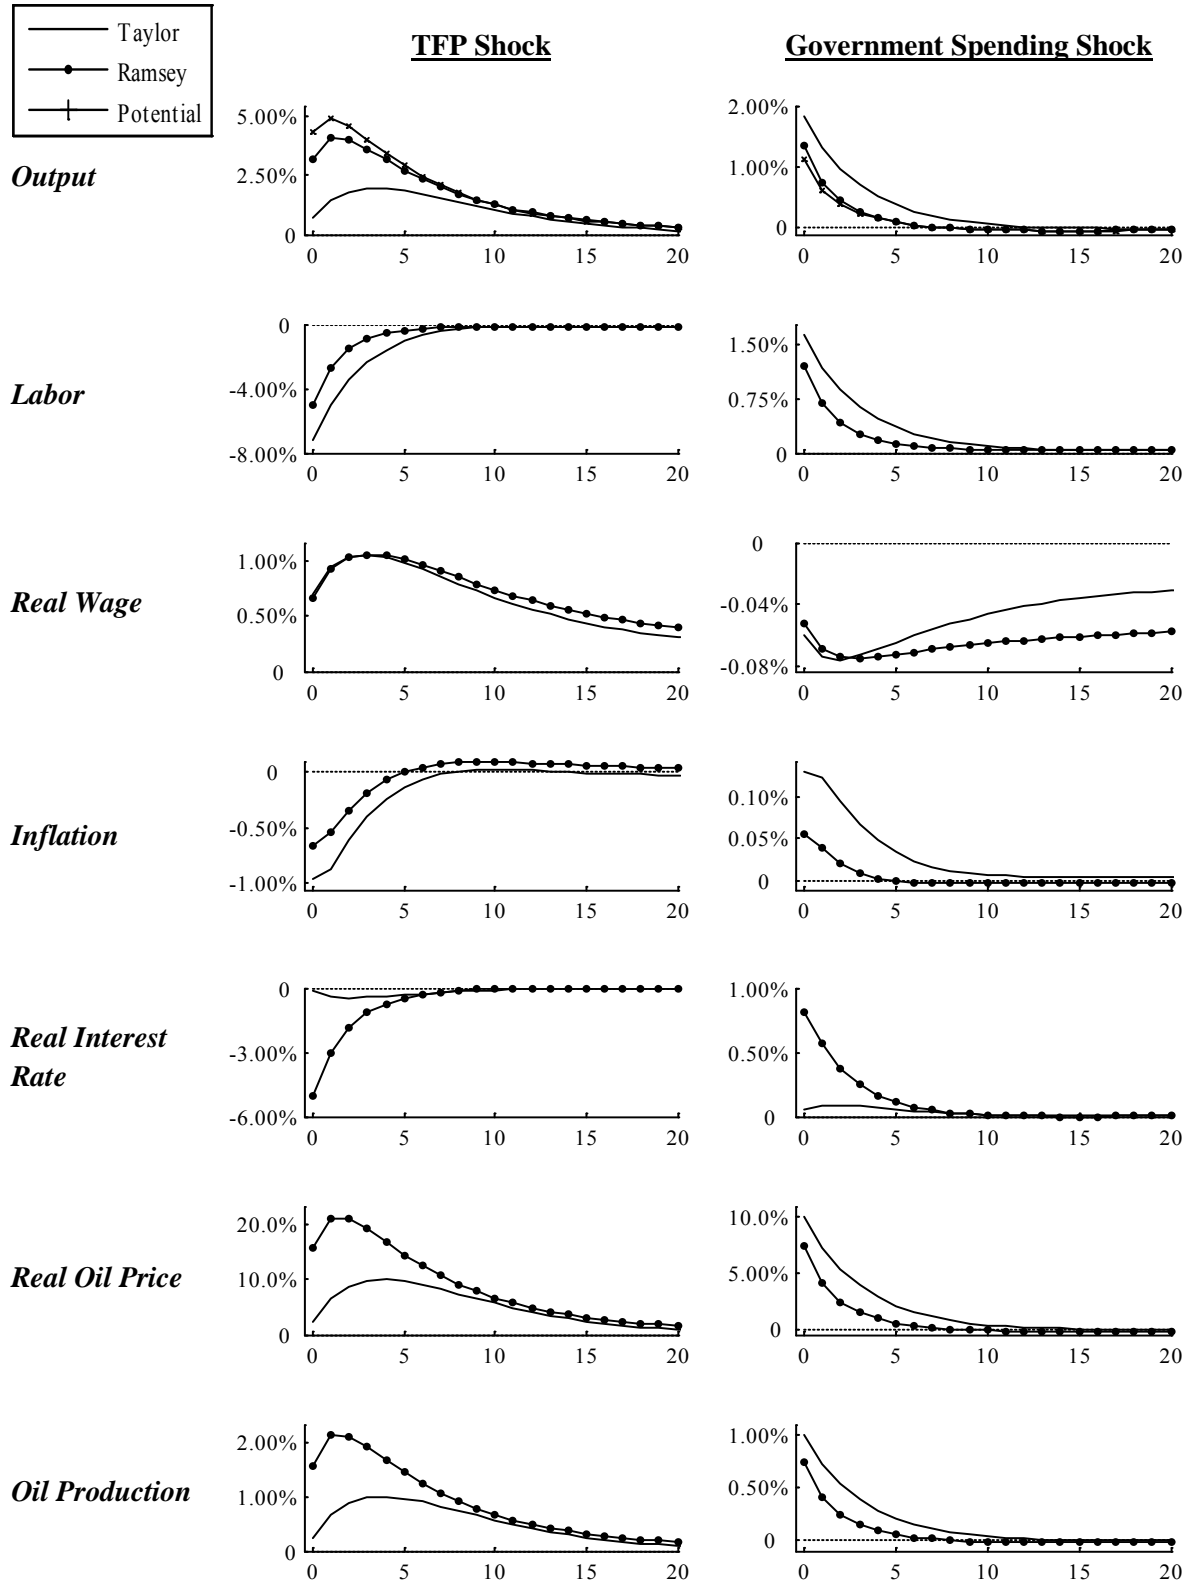 Taylor
Ramsey
Potential
TFP Shock
Government Spending Shock
Output
5.00%
2.50%
0
0 5 10 15 20
2.00%
1.00%
0
0 5 10 15 20
Labor
0
-4.00%
-8.00%
0 5 10 15 20
1.50%
0.75%
0
0 5 10 15 20
Real Wage
1.00%
0.50%
0
0 5 10 15 20
0
-0.04%
-0.08%
0 5 10 15 20
Inflation
0
-0.50%
-1.00%
0 5 10 15 20
0.10%
0.05%
0
0 5 10 15 20
Real Interest
Rate
0
-3.00%
-6.00%
0 5 10 15 20
1.00%
0.50%
0
0 5 10 15 20
Real Oil Price
20.0%
10.0%
0
0 5 10 15 20
10.0%
5.00%
0
0 5 10 15 20
Oil Production
2.00%
1.00%
0
0 5 10 15 20
1.00%
0.50%
0
0 5 10 15 20